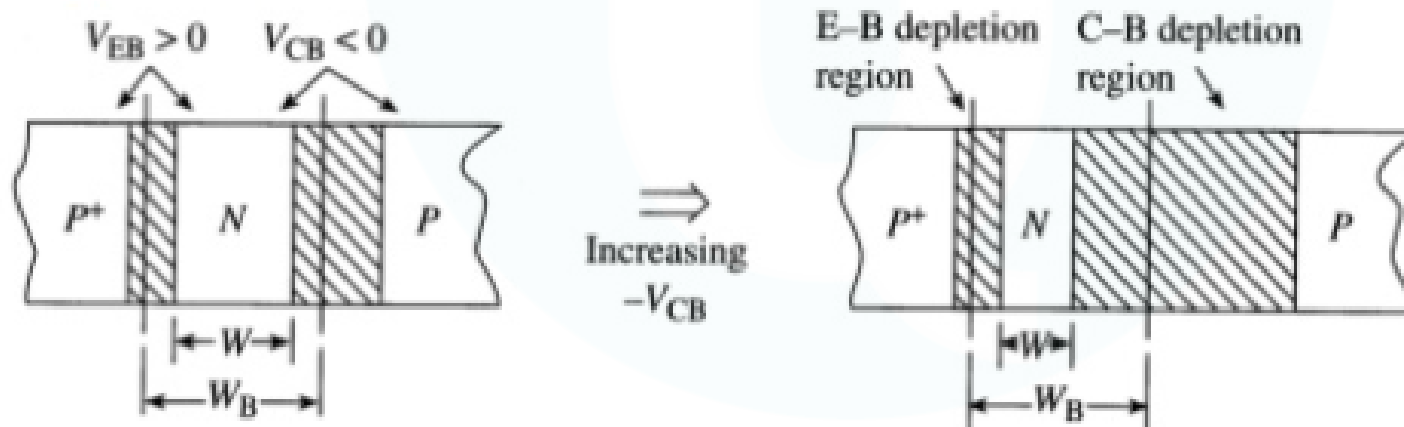 V_EB > 0
V_CB < 0
P⁺
N
P
W
W_B
⇒
Increasing
–V_CB
E–B depletion
region
C–B depletion
region
P⁺
N
P
W
W_B